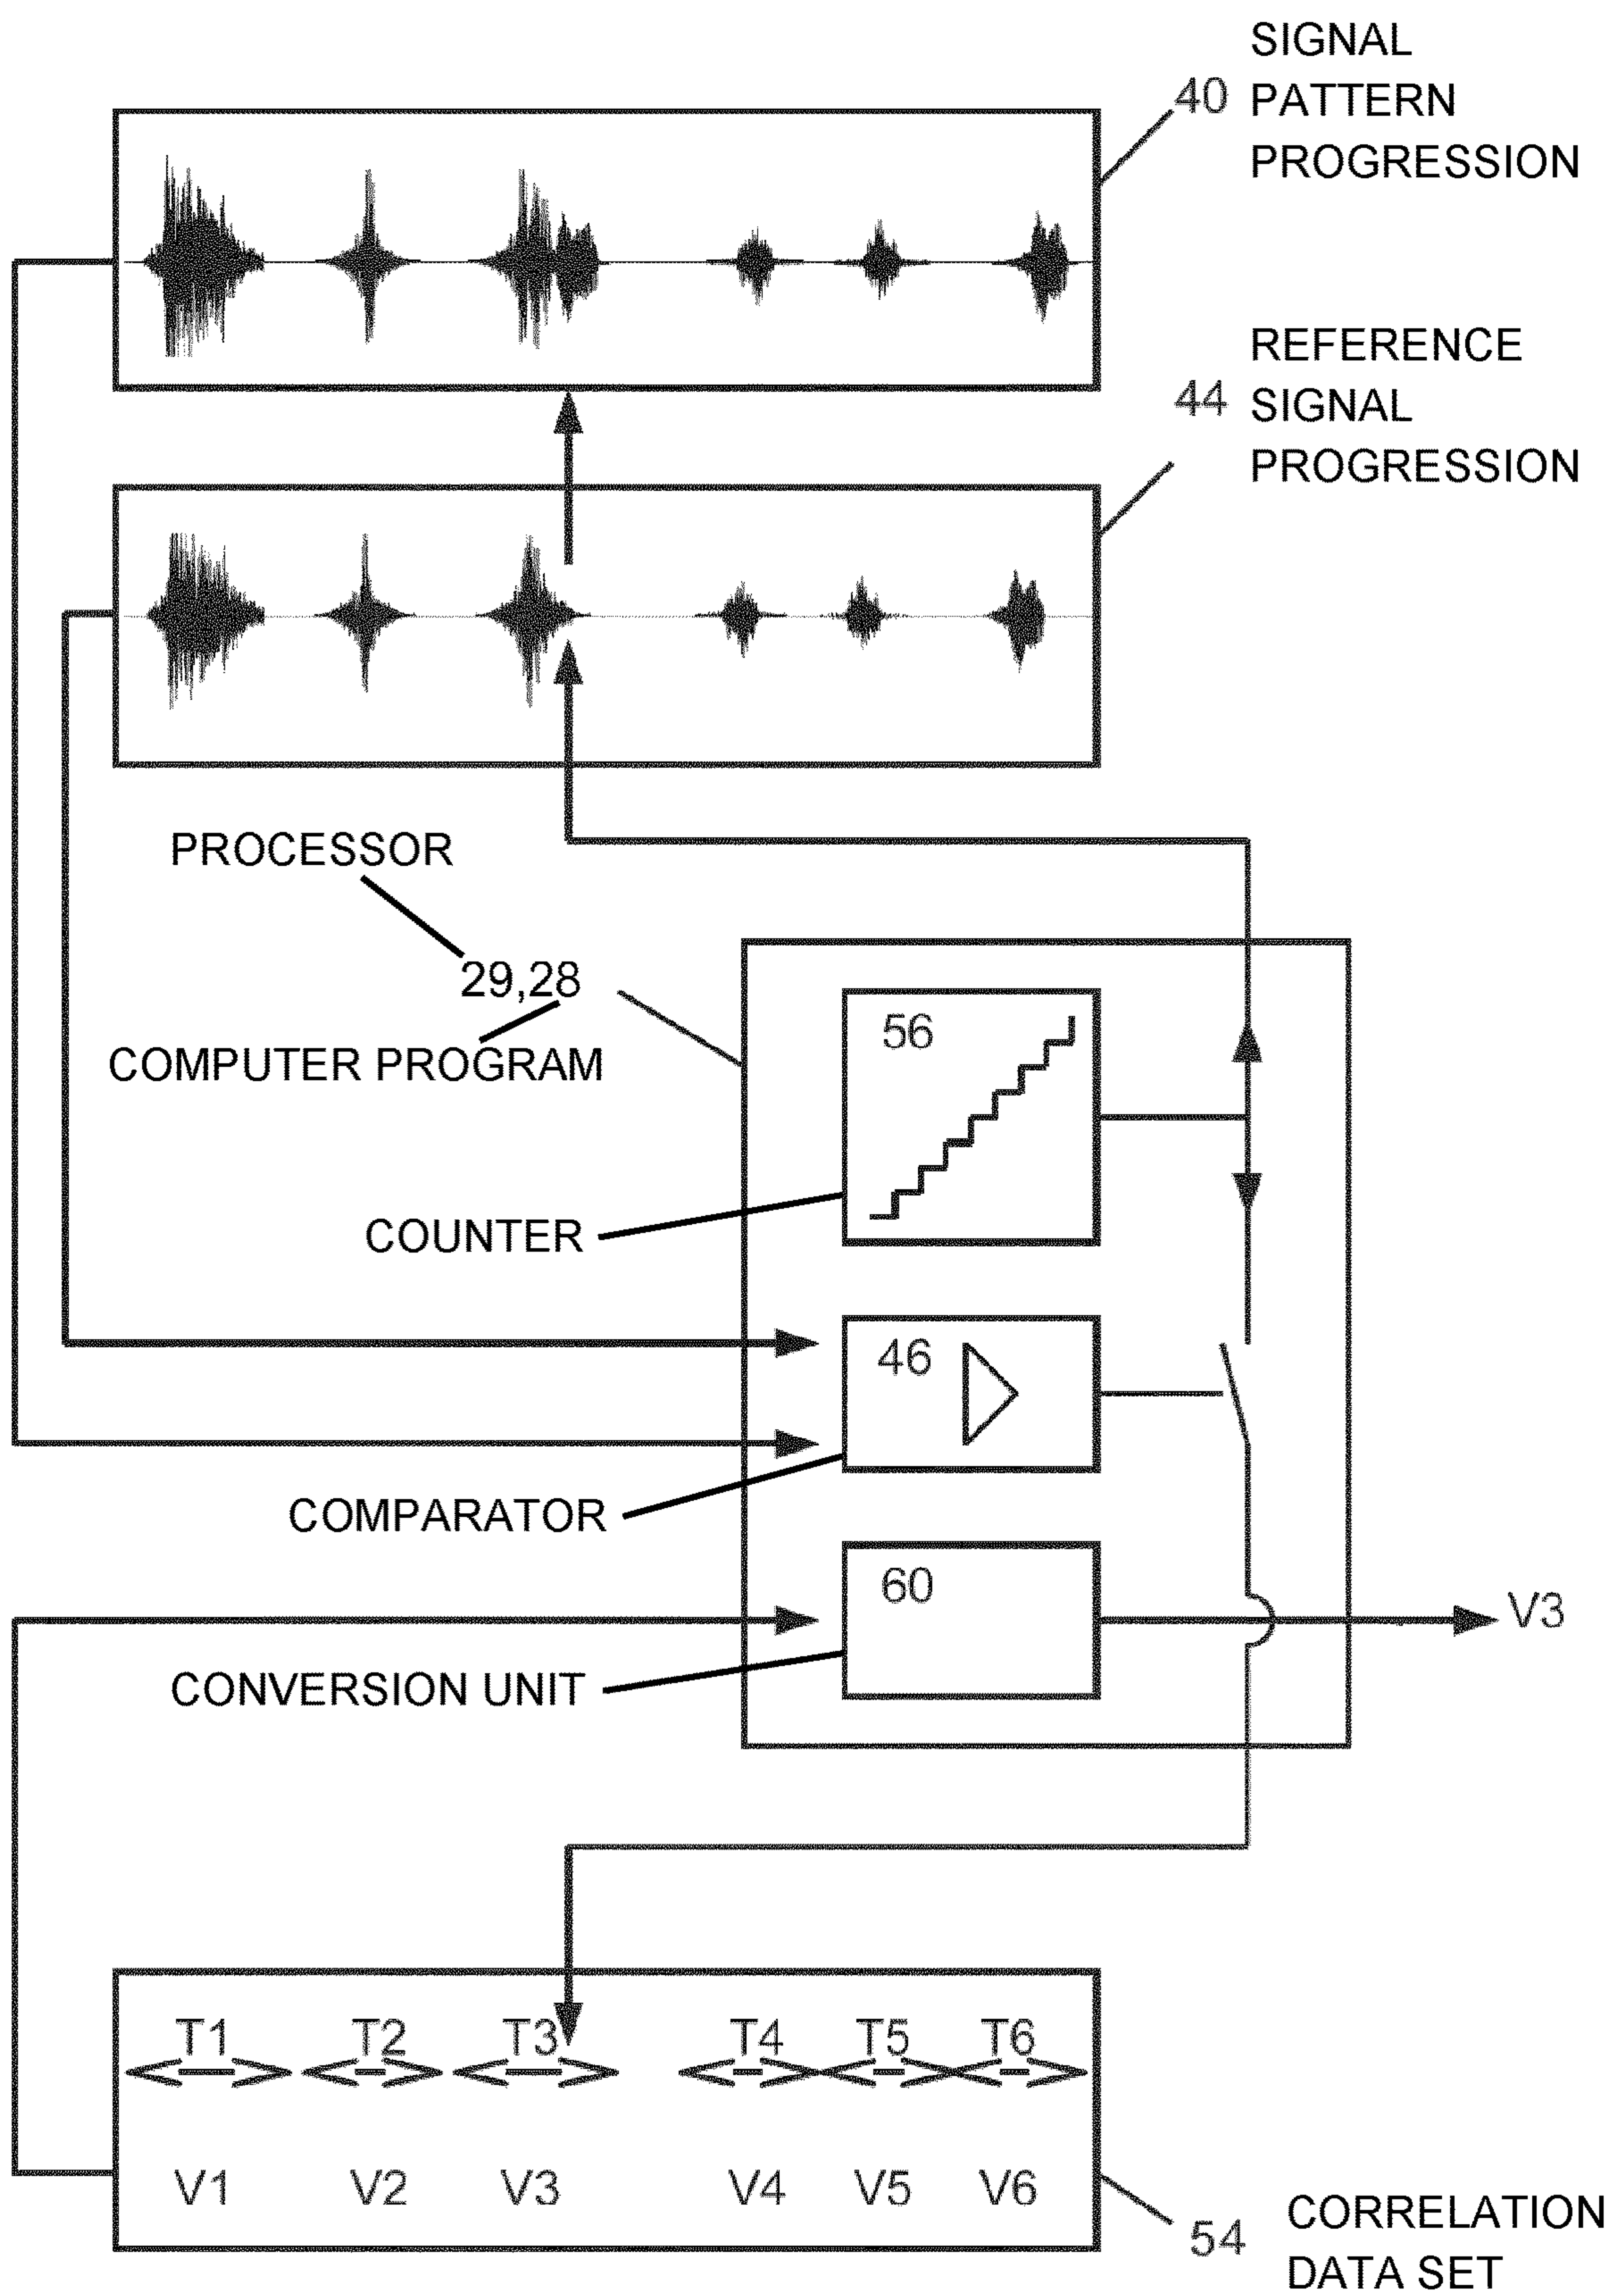 SIGNAL
40 PATTERN
PROGRESSION
REFERENCE
44 SIGNAL
PROGRESSION
PROCESSOR
29,28
COMPUTER PROGRAM
56
COUNTER
46
COMPARATOR
60
V3
CONVERSION UNIT
T1 T2 T3 T4 T5 T6
V1 V2 V3 V4 V5 V6
54 CORRELATION
DATA SET